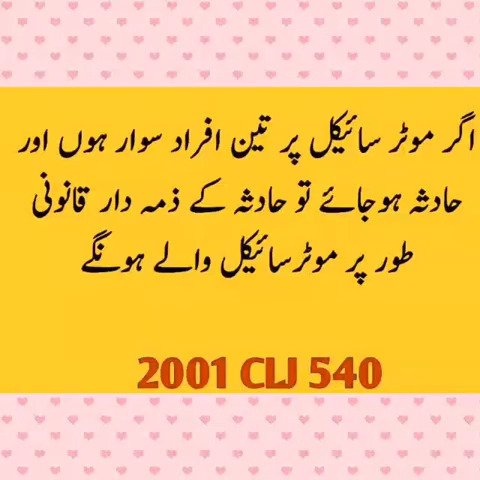 اگر موٹر سائیکل پر تین افراد سوار ہوں اور
حادثہ ہوجائے تو حادثہ کے ذمہ دار قانونی
طور پر موٹرسائیکل والے ہونگے
2001 CLJ 540